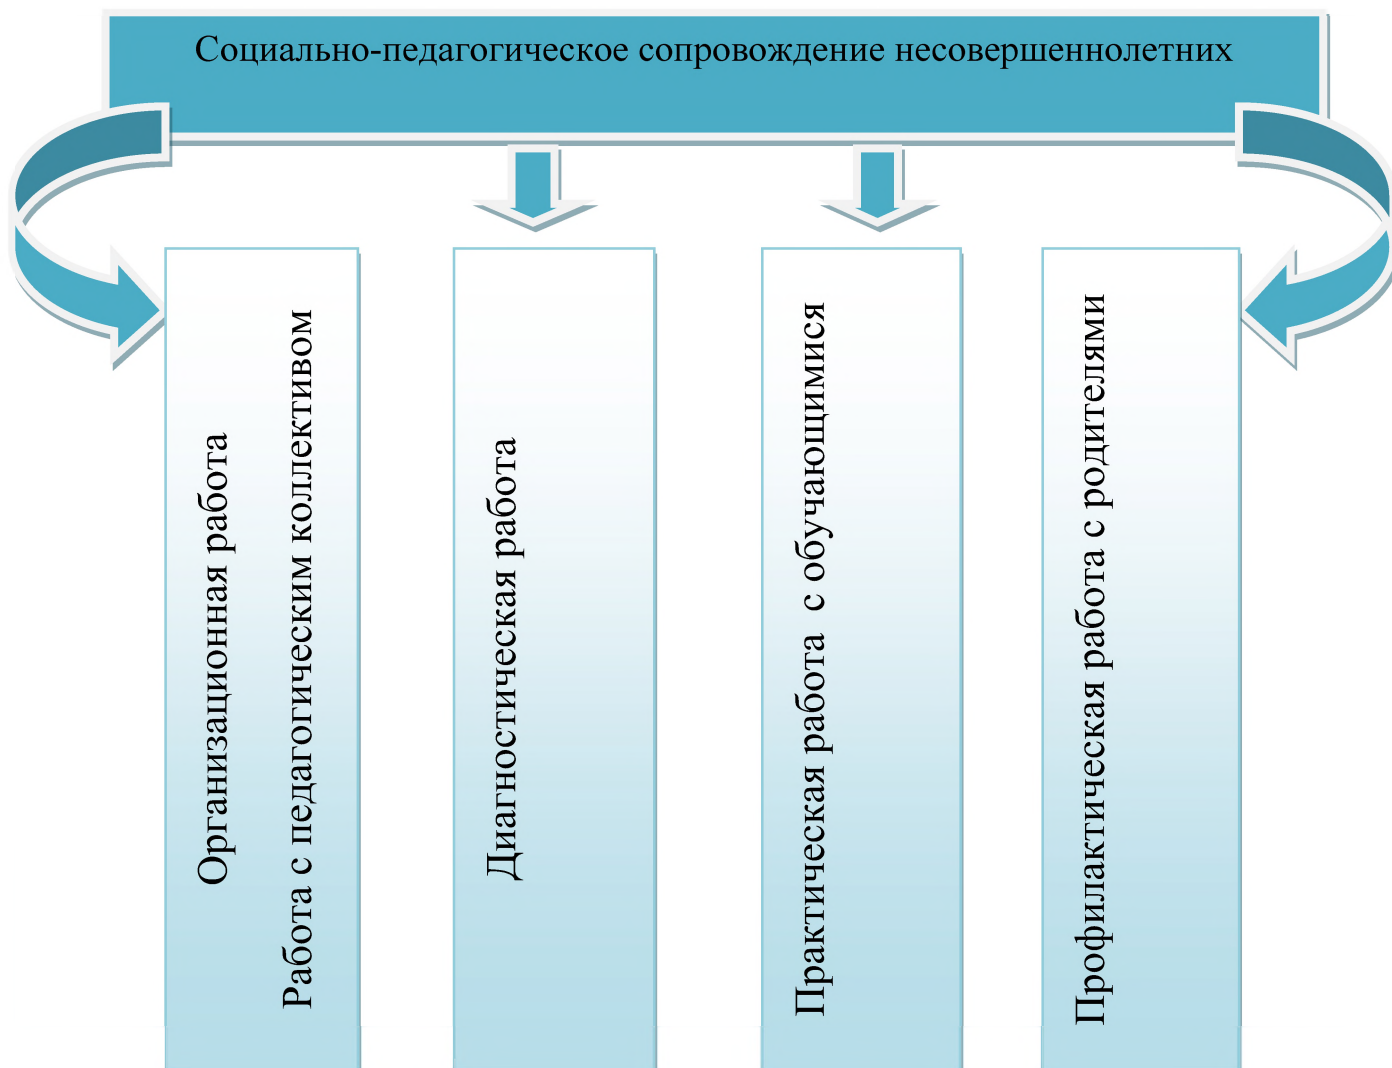 Социально-педагогическое сопровождение несовершеннолетних
Организационная работа
Работа с педагогическим коллективом
Диагностическая работа
Практическая работа  с обучающимися
Профилактическая работа с родителями